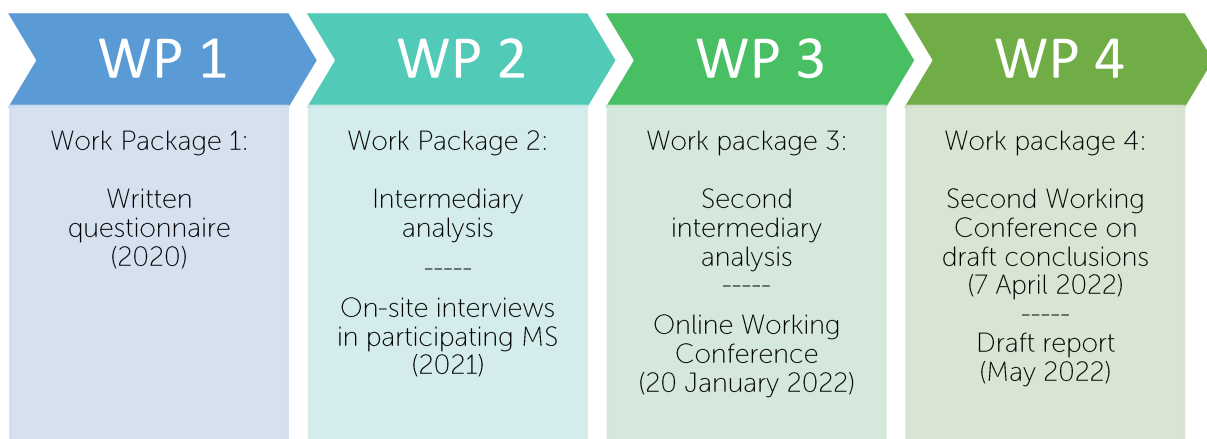 WP 1
Work Package 1:
Written
questionnaire
(2020)
WP 2
Work Package 2:
Intermediary
analysis
-----
On-site interviews
in participating MS
(2021)
WP 3
Work package 3:
Second
intermediary
analysis
-----
Online Working
Conference
(20 January 2022)
WP 4
Work package 4:
Second Working
Conference on
draft conclusions
(7 April 2022)
-----
Draft report
(May 2022)